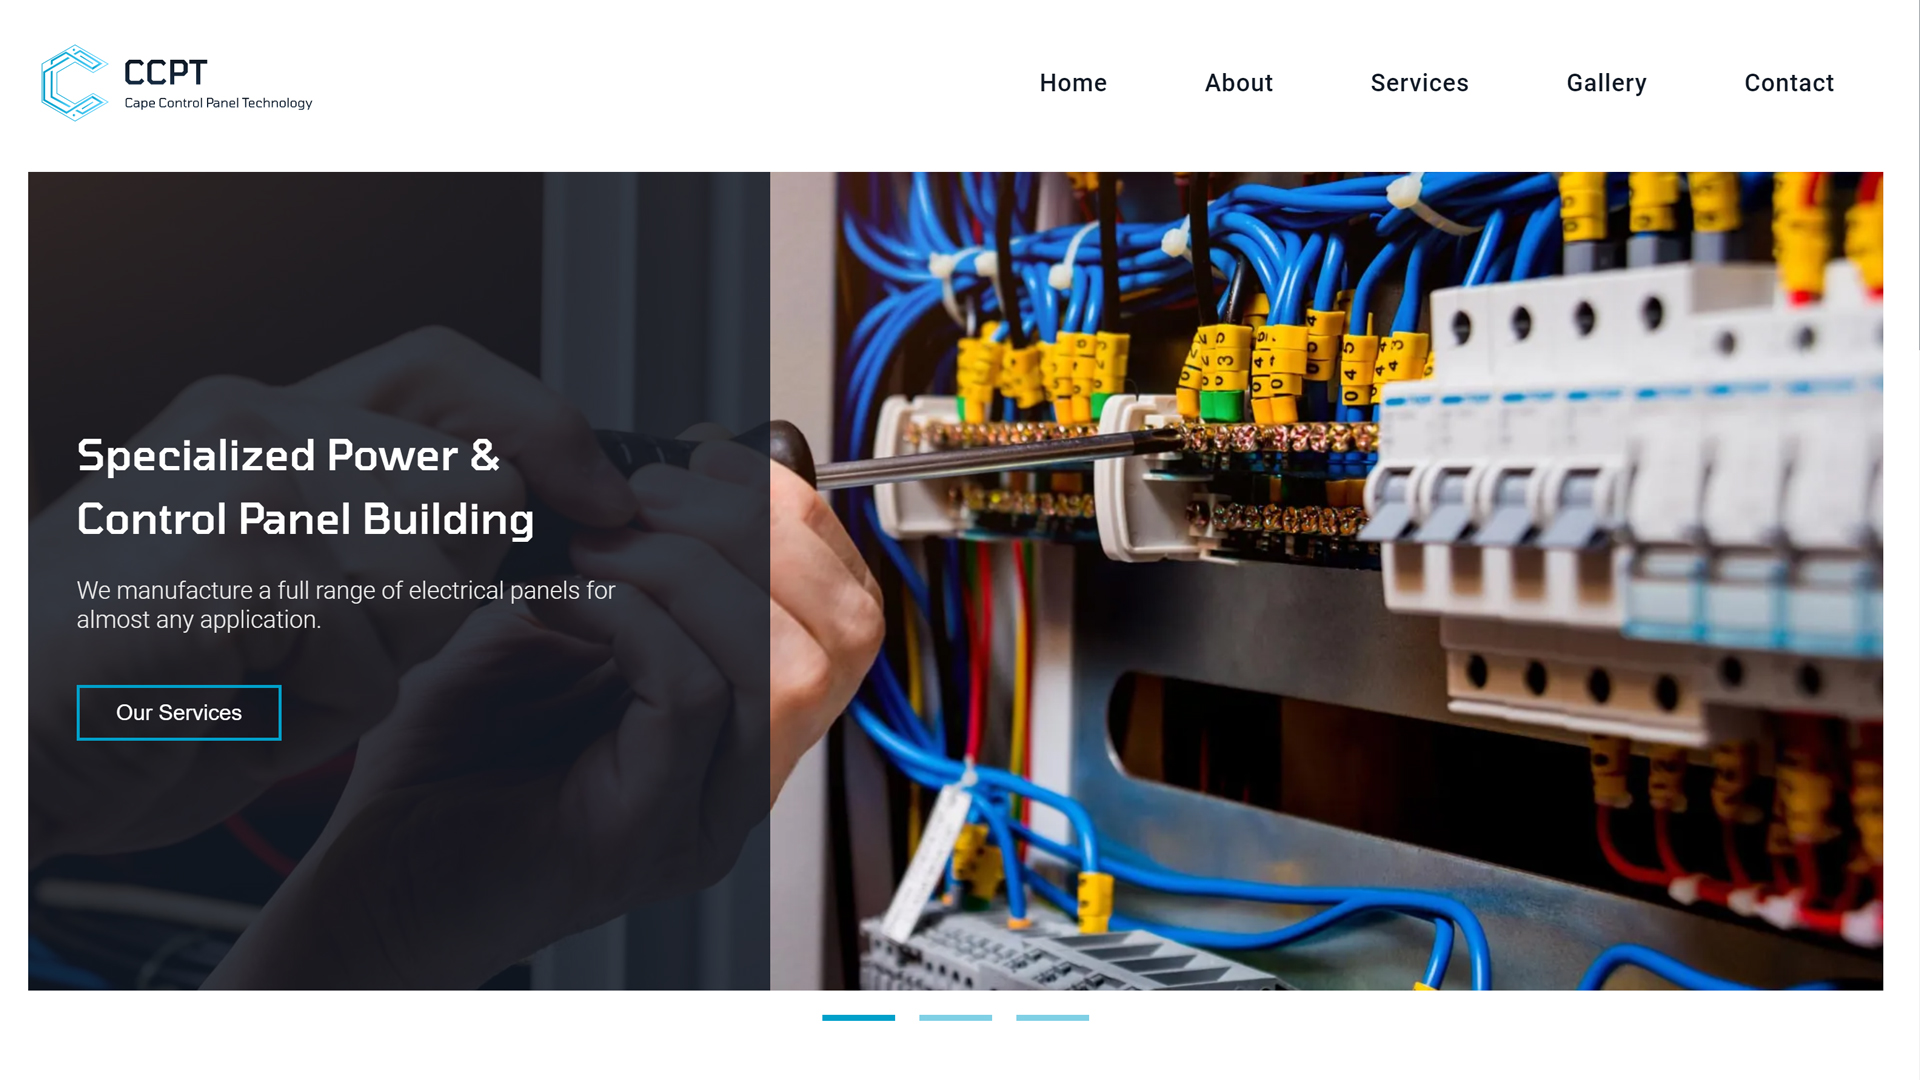 CCPT
Cape Control Panel Technology
Home
About
Services
Gallery
Contact
Specialized Power &
Control Panel Building
We manufacture a full range of electrical panels for
almost any application.
Our Services